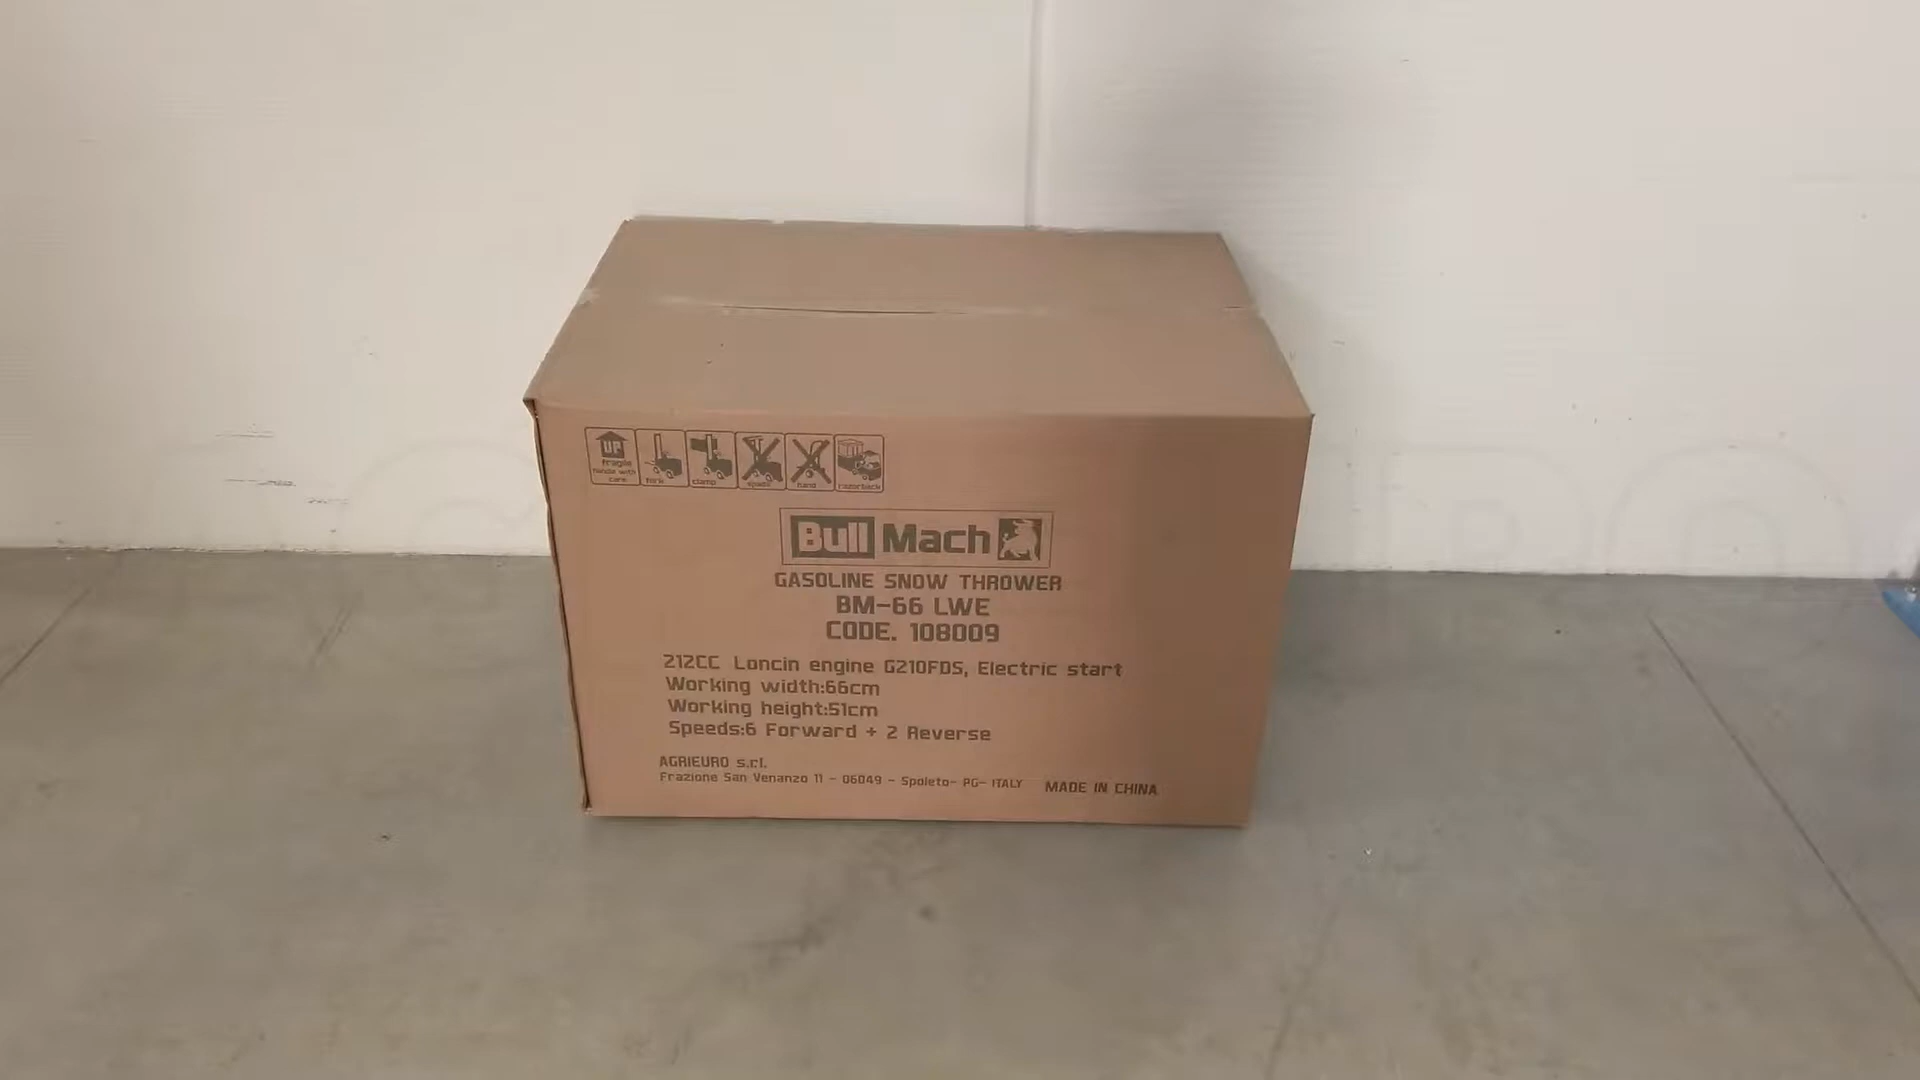 UP
fragile
handle with
care
fork
clamp
spade
hand
razorback
Bull Mach
GASOLINE SNOW THROWER
BM-66 LWE
CODE. 108009
212CC Loncin engine G210FDS, Electric start
Working width:66cm
Working height:51cm
Speeds:6 Forward + 2 Reverse
AGRIEURO s.r.l.
Frazione San Venanzo 11 - 06049 - Spoleto- PG- ITALY
MADE IN CHINA